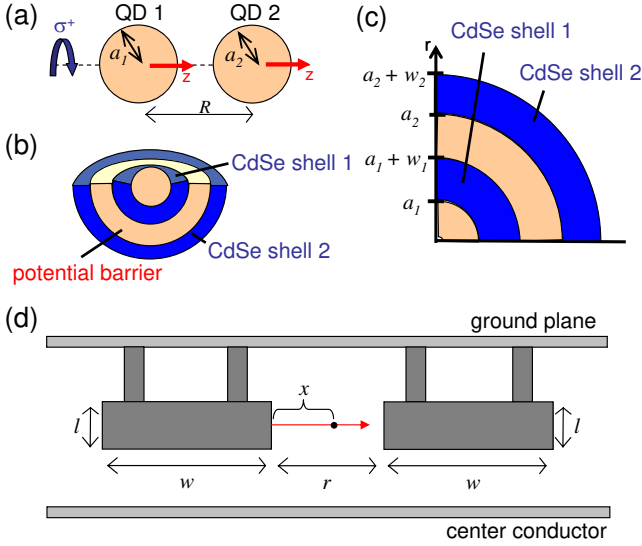 (a)
σ+
QD 1
QD 2
a1
a2
z
z
R
(b)
CdSe shell 1
potential barrier
CdSe shell 2
(c)
CdSe shell 1
CdSe shell 2
r
a2 + w2
a2
a1 + w1
a1
(d)
ground plane
x
l
l
w
r
w
center conductor